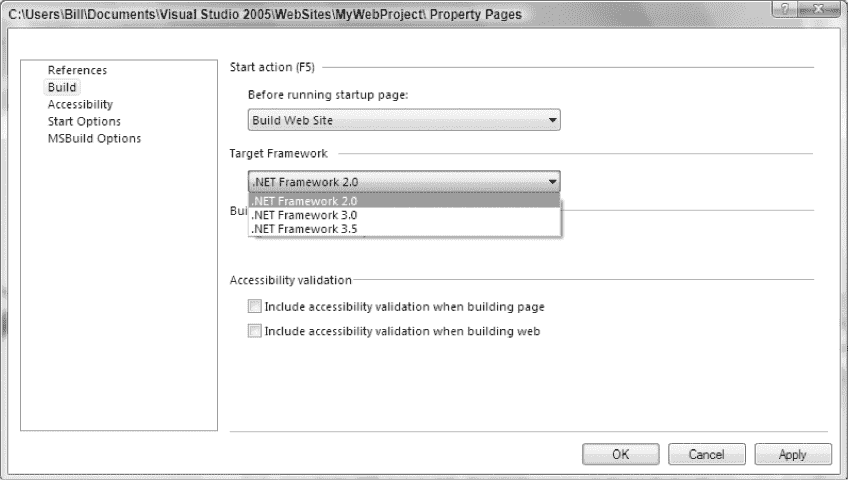 C:\Users\Bill\Documents\Visual Studio 2005\WebSites\MyWebProject\ Property Pages
References
Build
Accessibility
Start Options
MSBuild Options
Start action (F5)
Before running startup page:
Build Web Site
Target Framework
.NET Framework 2.0
.NET Framework 2.0
.NET Framework 3.0
.NET Framework 3.5
Bui
Accessibility validation
Include accessibility validation when building page
Include accessibility validation when building web
OK
Cancel
Apply